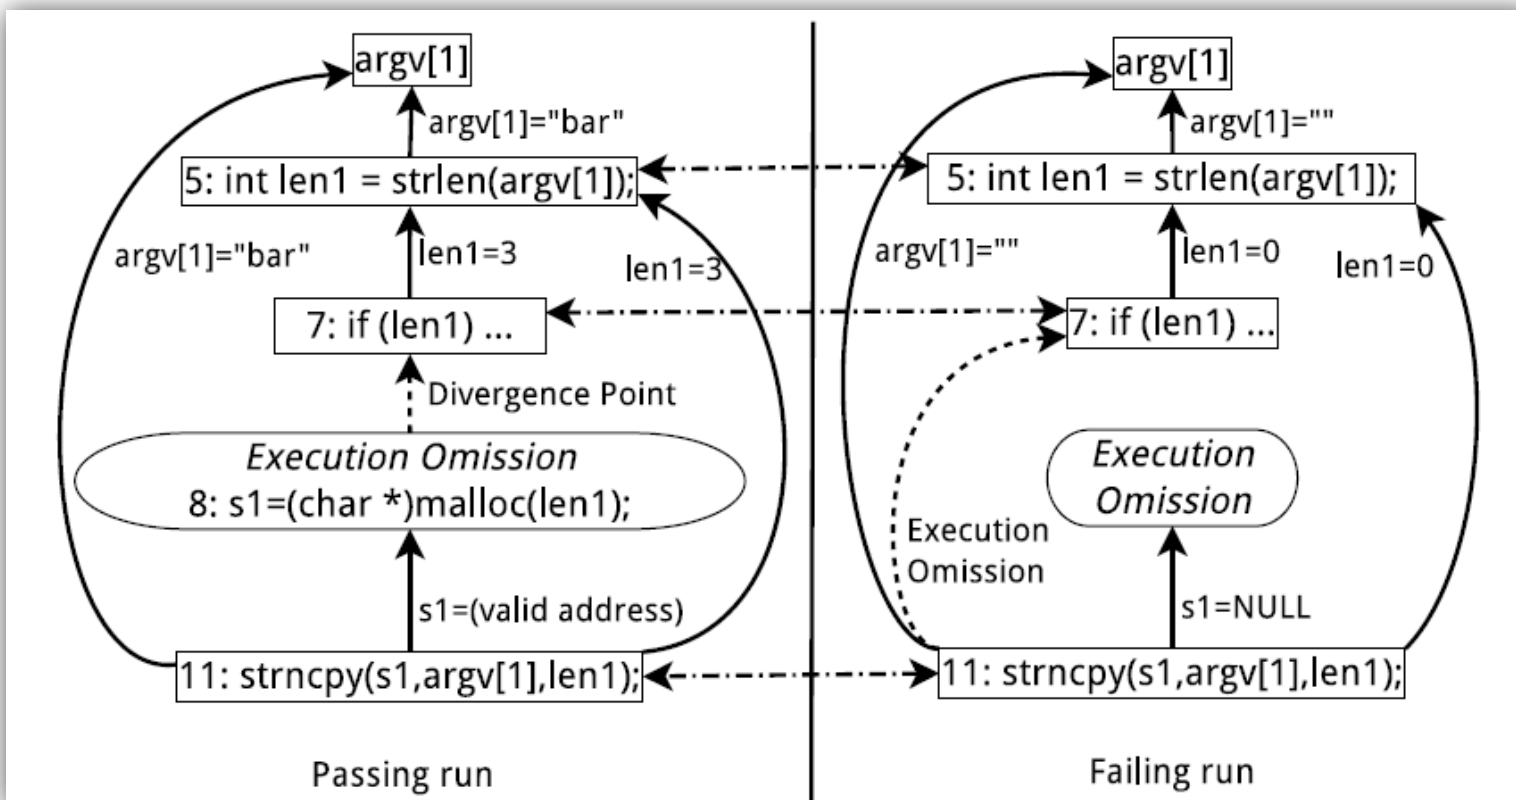 argv[1]
argv[1]="bar"
5: int len1 = strlen(argv[1]);
argv[1]="bar"
len1=3
len1=3
7: if (len1) ...
Divergence Point
Execution Omission
8: s1=(char *)malloc(len1);
s1=(valid address)
11: strncpy(s1,argv[1],len1);
Passing run
argv[1]
argv[1]=""
5: int len1 = strlen(argv[1]);
argv[1]=""
len1=0
len1=0
7: if (len1) ...
Execution
Omission
Execution
Omission
s1=NULL
11: strncpy(s1,argv[1],len1);
Failing run